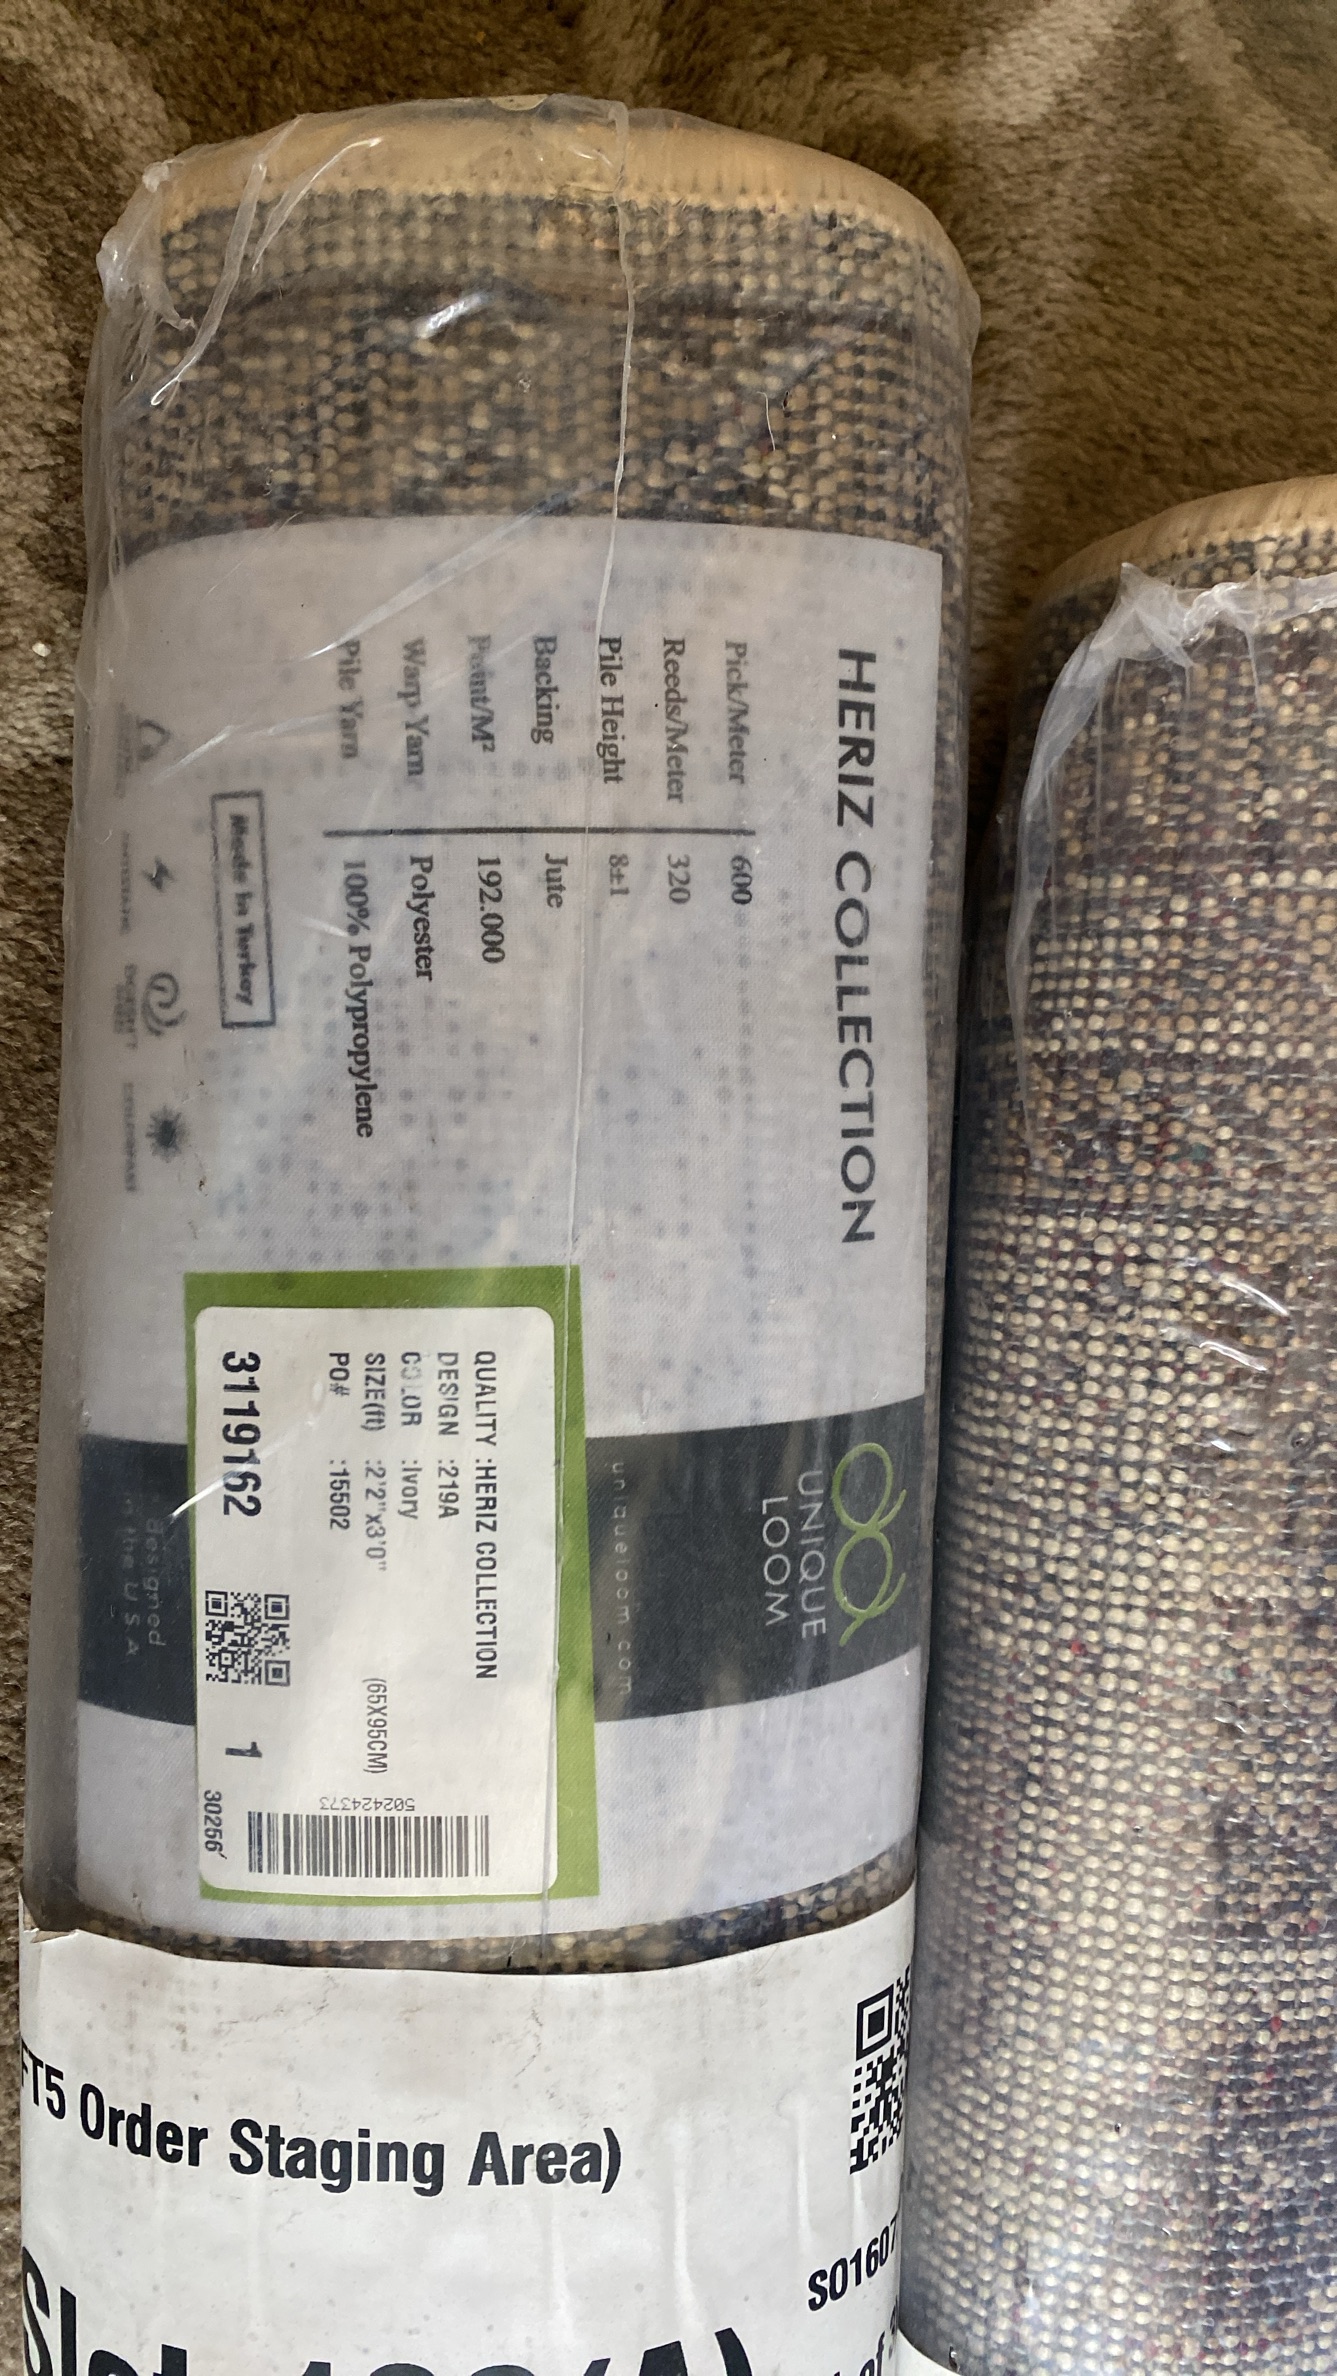 HERIZ COLLECTION
Pick/Meter 600
Reeds/Meter 320
Pile Height 8±1
Backing Jute
Point/M² 192.000
Warp Yarn Polyester
Pile Yarn 100% Polypropylene
Made In Turkey
UNIQUE
LOOM
uniqueloom.com
designed
in the U.S.A
QUALITY :HERIZ COLLECTION
DESIGN :219A
COLOR :Ivory
SIZE(ft) :2'2"x3'0" (65X95CM)
PO# :15502
3119162 1
30256
502424373
FT5 Order Staging Area)
SO1607
of